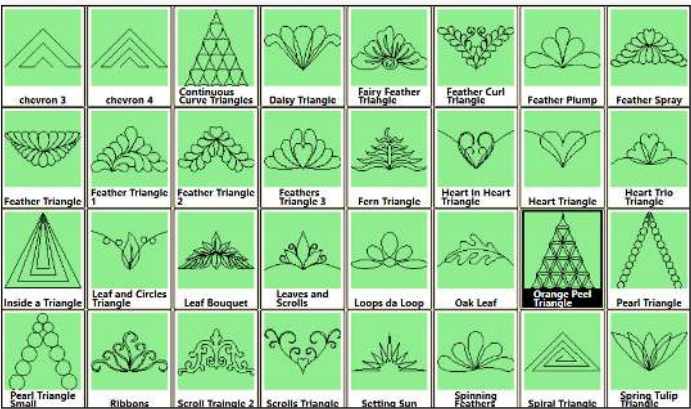 chevron 3
chevron 4
Continuous
Curve Triangles
Daisy Triangle
Fairy Feather
Triangle
Feather Curl
Triangle
Feather Plump
Feather Spray
Feather Triangle
Feather Triangle
1
Feather Triangle
2
Feathers
Triangle 3
Fern Triangle
Heart in Heart
Triangle
Heart Triangle
Heart Trio
Triangle
Inside a Triangle
Leaf and Circles
Triangle
Leaf Bouquet
Leaves and
Scrolls
Loops da Loop
Oak Leaf
Orange Peel
Triangle
Pearl Triangle
Pearl Triangle
Small
Ribbons
Scroll Traingle 2
Scrolls Triangle
Setting Sun
Spinning
Feathers
Spiral Triangle
Spring Tulip
Triangle